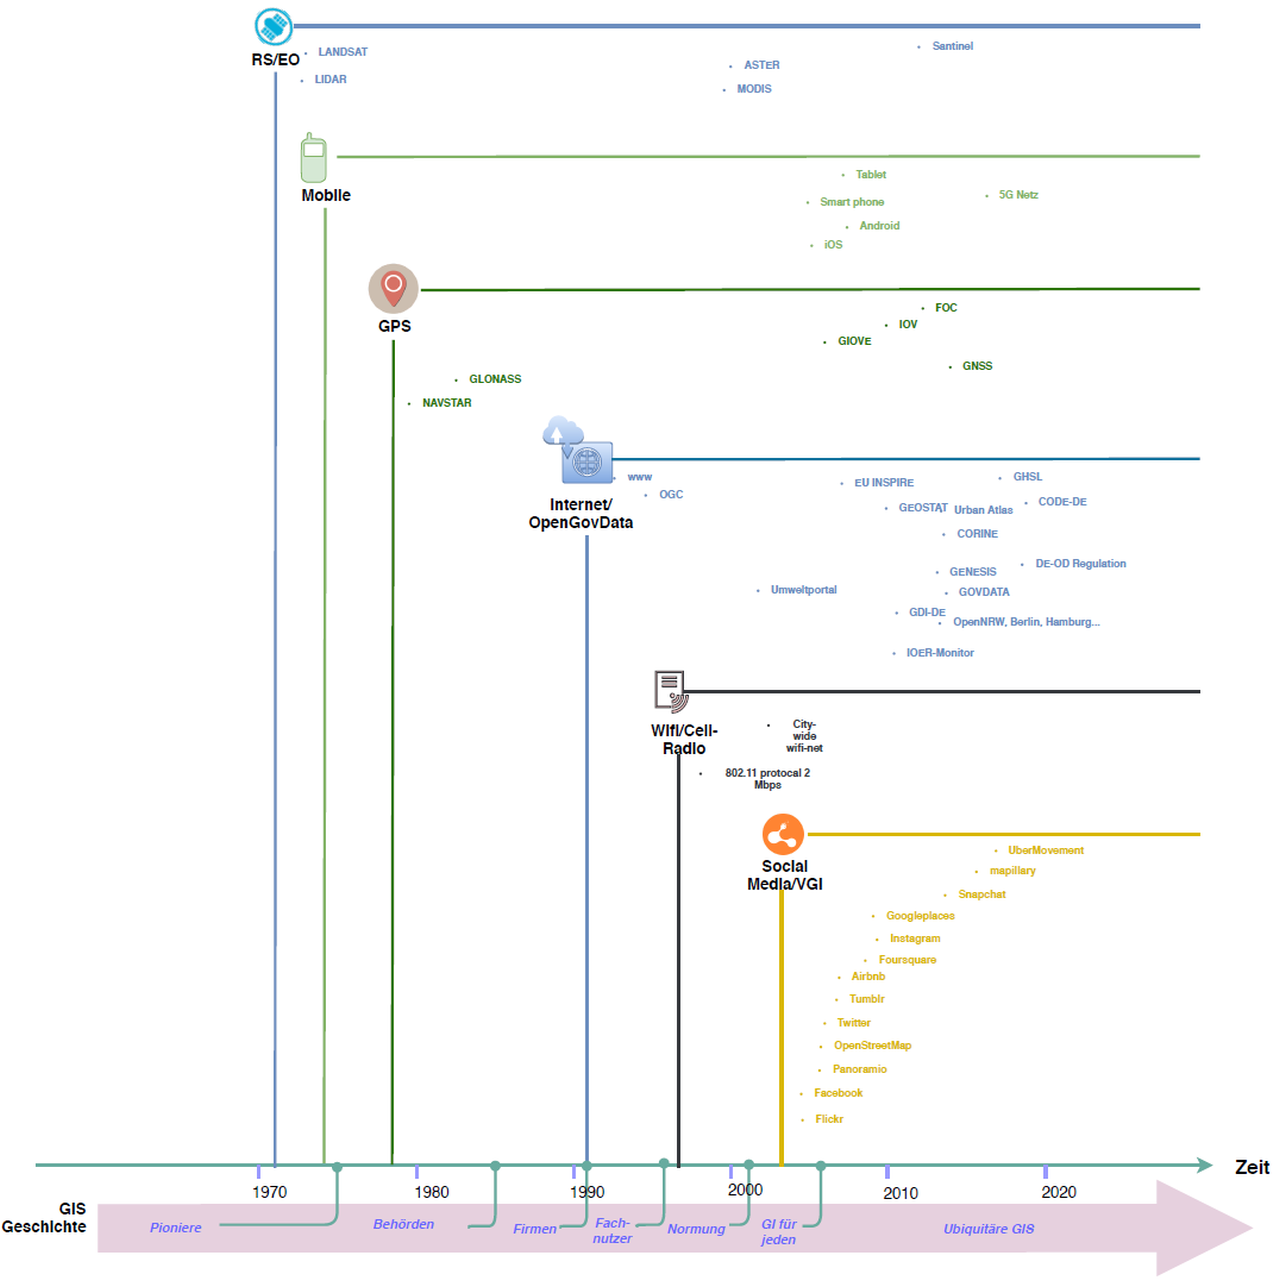 RS/EO
LANDSAT
LIDAR
Santinel
ASTER
MODIS
Mobile
Tablet
Smart phone
5G Netz
Android
iOS
GPS
FOC
IOV
GIOVE
GNSS
GLONASS
NAVSTAR
Internet/
OpenGovData
www
OGC
EU INSPIRE
GHSL
GEOSTAT
Urban Atlas
CODE-DE
CORINE
DE-OD Regulation
GENESIS
Umweltportal
GOVDATA
GDI-DE
OpenNRW, Berlin, Hamburg...
IOER-Monitor
Wifi/Cell-
Radio
City-
wide
wifi-net
802.11 protocal 2
Mbps
Social
Media/VGI
UberMovement
mapillary
Snapchat
Googleplaces
Instagram
Foursquare
Airbnb
Tumblr
Twitter
OpenStreetMap
Panoramio
Facebook
Flickr
Zeit
1970
1980
1990
2000
2010
2020
GIS
Geschichte
Pioniere
Behörden
Firmen
Fach-
nutzer
Normung
GI für
jeden
Ubiquitäre GIS